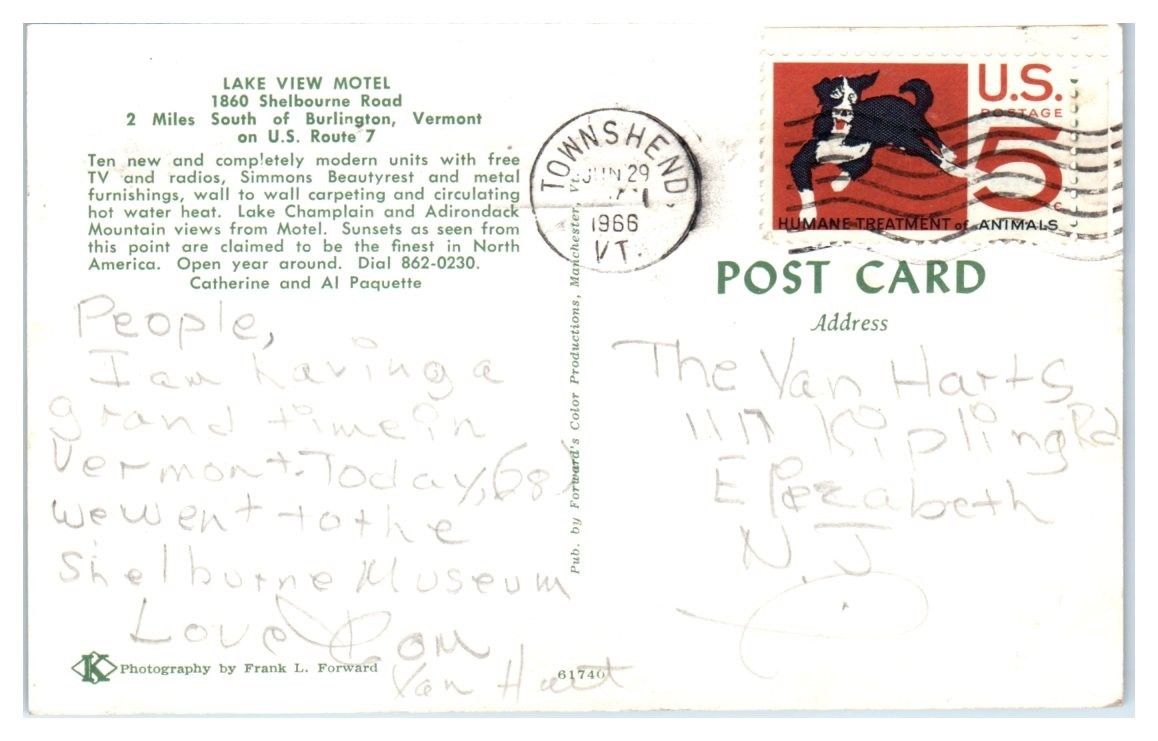 LAKE VIEW MOTEL
1860 Shelbourne Road
2 Miles South of Burlington, Vermont
on U.S. Route 7
Ten new and completely modern units with free
TV and radios, Simmons Beautyrest and metal
furnishings, wall to wall carpeting and circulating
hot water heat. Lake Champlain and Adirondack
Mountain views from Motel. Sunsets as seen from
this point are claimed to be the finest in North
America. Open year around. Dial 862-0230.
Catherine and Al Paquette
People,
I am having a
grand time in
Vermont. Today,
we went to the
Shelburne Museum
Love
Van Hart
K Photography by Frank L. Forward
61740
Pub. by Forward's Color Productions, Manchester, Vt.
TOWNSHEND
JUN 29
1966
VT.
U.S.
POSTAGE
5c
HUMANE TREATMENT of ANIMALS
POST CARD
Address
The Van Harts
1117 Kipling Rd
N.J